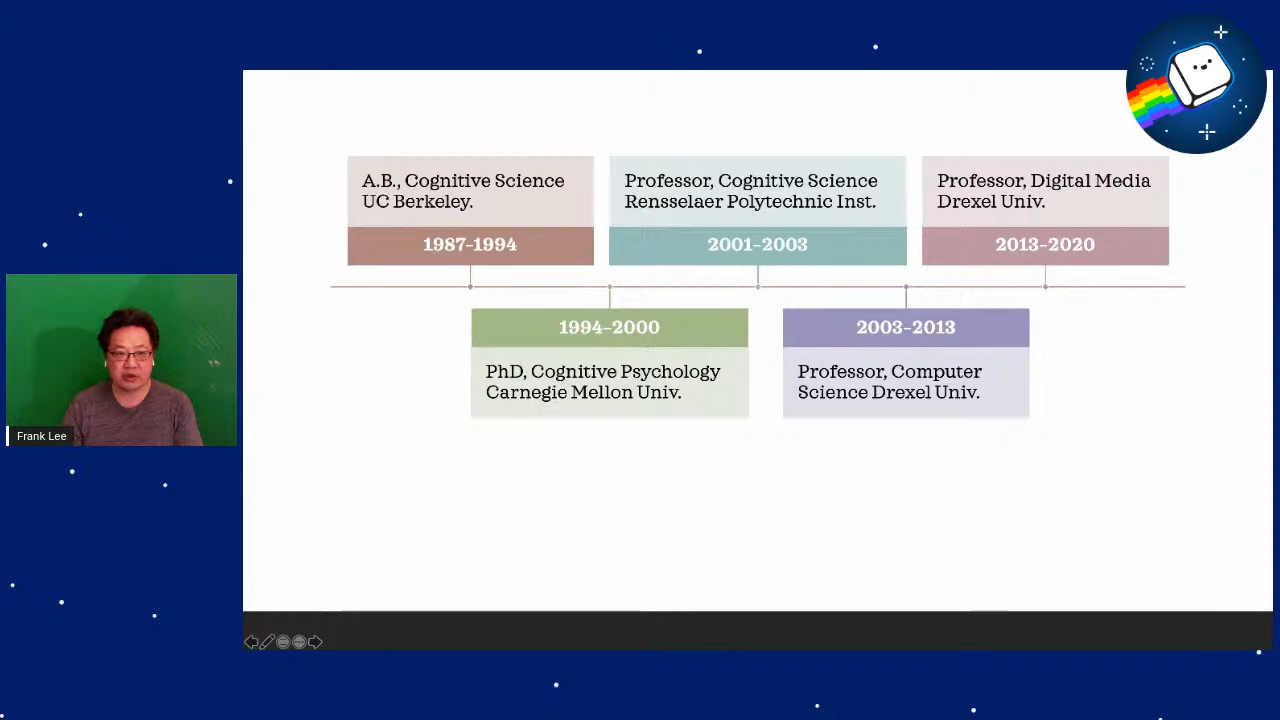 A.B., Cognitive Science
UC Berkeley.
1987–1994
Professor, Cognitive Science
Rensselaer Polytechnic Inst.
2001–2003
Professor, Digital Media
Drexel Univ.
2013–2020
1994–2000
PhD, Cognitive Psychology
Carnegie Mellon Univ.
2003–2013
Professor, Computer
Science Drexel Univ.
Frank Lee